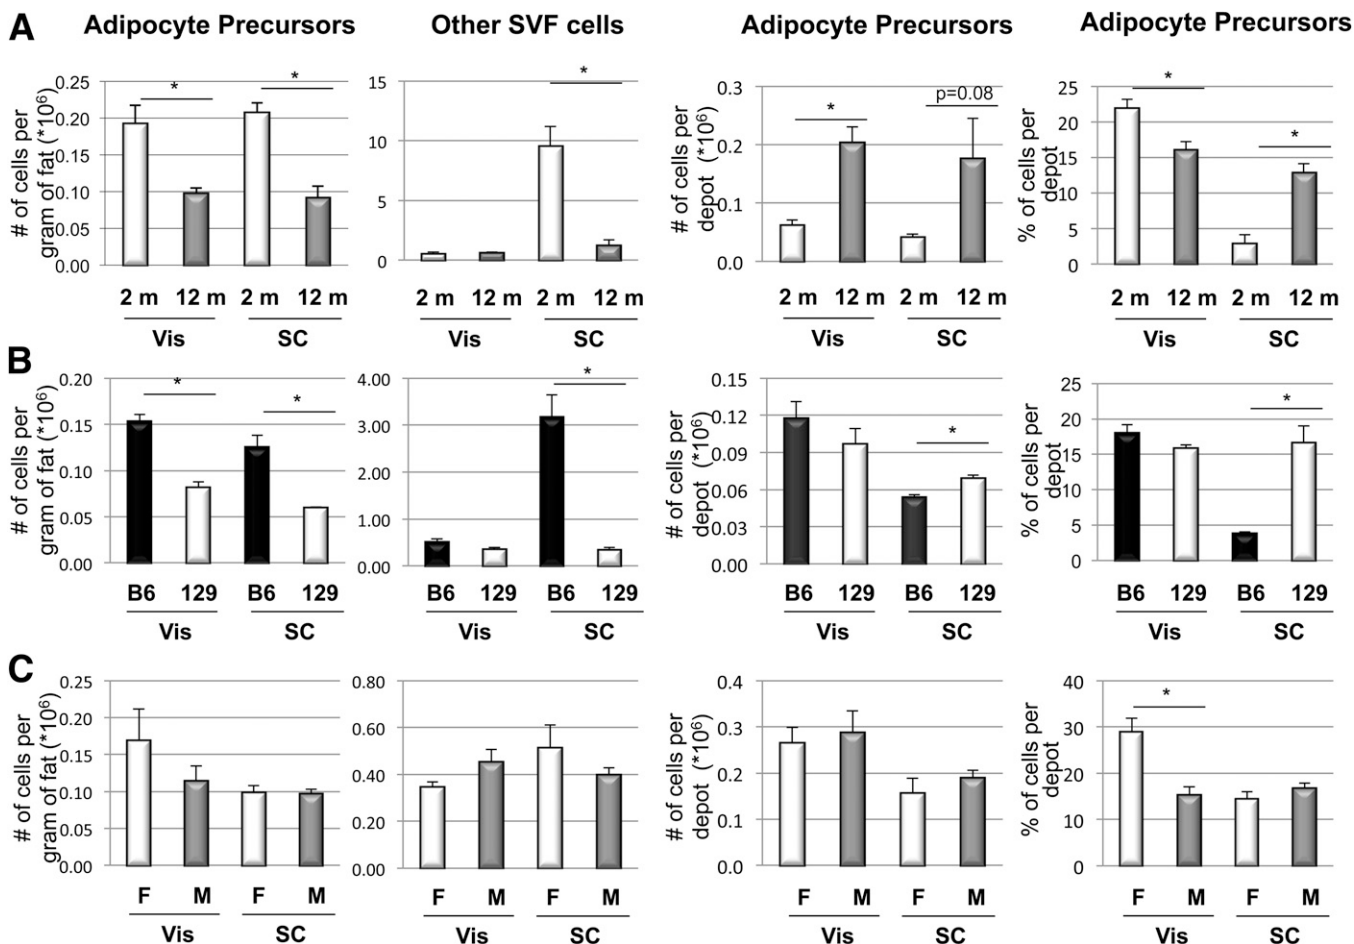 A
Adipocyte Precursors
Other SVF cells
Adipocyte Precursors
Adipocyte Precursors
# of cells per
gram of fat (*10⁶)
0.25
0.20
0.15
0.10
0.05
0.00
* *
2 m 12 m 2 m 12 m
Vis SC
15
10
5
0
*
2 m 12 m 2 m 12 m
Vis SC
# of cells per
depot (*10⁶)
0.3
0.2
0.1
0.0
* p=0.08
2 m 12 m 2 m 12 m
Vis SC
% of cells per
depot
25
20
15
10
5
0
* *
2 m 12 m 2 m 12 m
Vis SC
B
# of cells per
gram of fat (*10⁶)
0.20
0.15
0.10
0.05
0.00
* *
B6 129 B6 129
Vis SC
4.00
3.00
2.00
1.00
0.00
*
B6 129 B6 129
Vis SC
# of cells per
depot (*10⁶)
0.15
0.12
0.09
0.06
0.03
0.00
*
B6 129 B6 129
Vis SC
% of cells per
depot
25
20
15
10
5
0
*
B6 129 B6 129
Vis SC
C
# of cells per
gram of fat (*10⁶)
0.25
0.20
0.15
0.10
0.05
0.00
F M F M
Vis SC
0.80
0.60
0.40
0.20
0.00
F M F M
Vis SC
# of cells per
depot (*10⁶)
0.4
0.3
0.2
0.1
0.0
F M F M
Vis SC
% of cells per
depot
40
30
20
10
0
*
F M F M
Vis SC